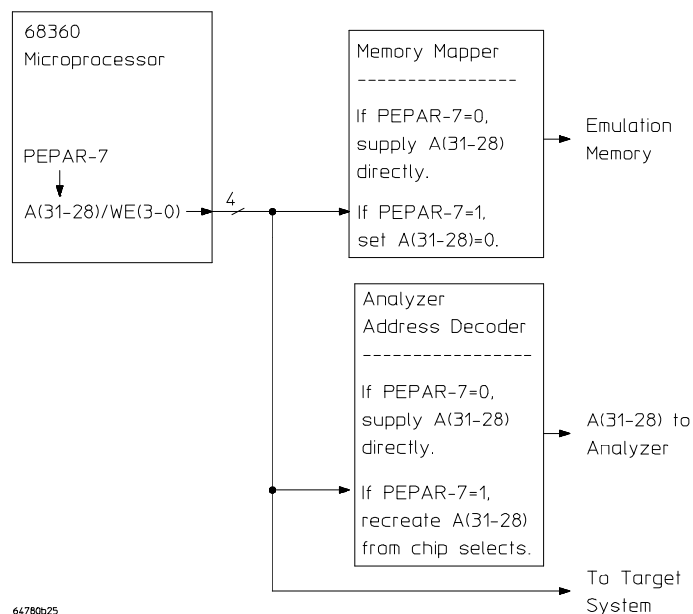 68360
Microprocessor
PEPAR-7
A(31-28)/WE(3-0)
4
Memory Mapper
----------------
If PEPAR-7=0,
supply A(31-28)
directly.
If PEPAR-7=1,
set A(31-28)=0.
Emulation
Memory
Analyzer
Address Decoder
-----------------
If PEPAR-7=0,
supply A(31-28)
directly.
If PEPAR-7=1,
recreate A(31-28)
from chip selects.
A(31-28) to
Analyzer
To Target
System
64780b25